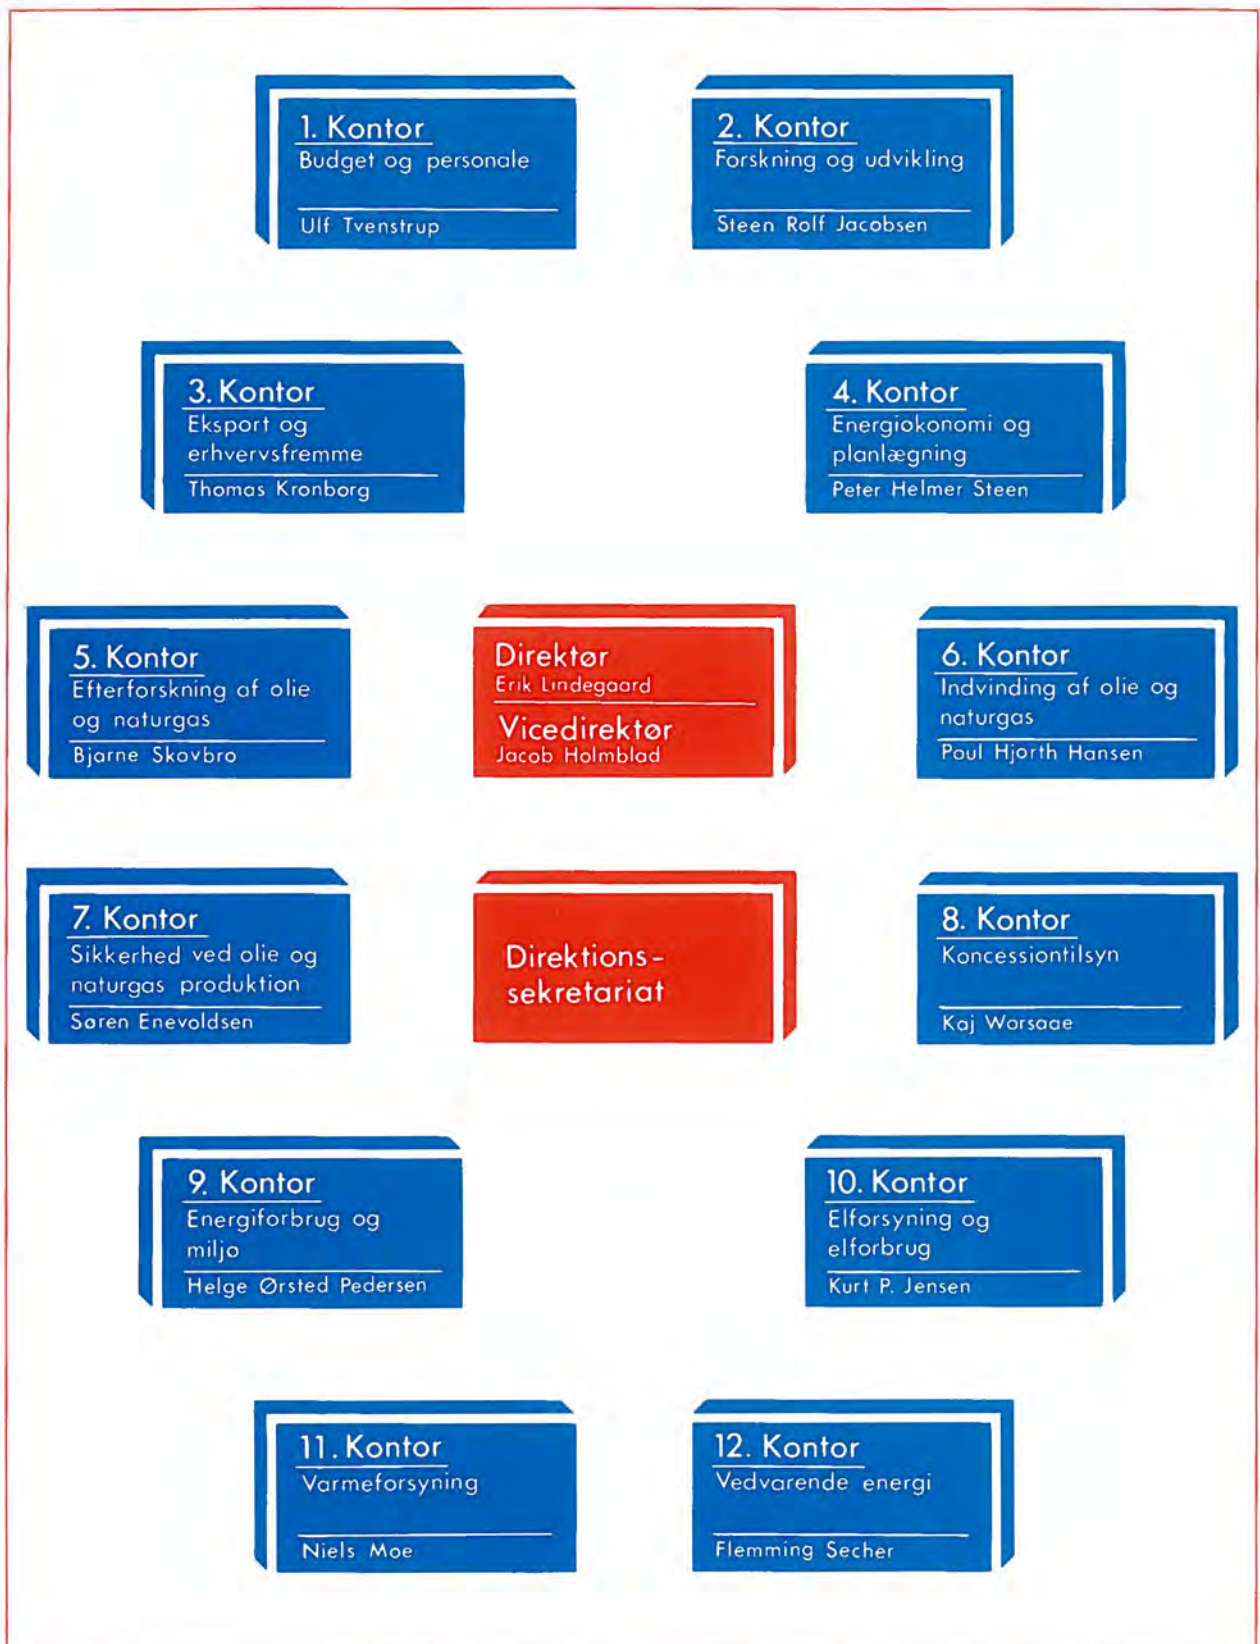 1. Kontor
Budget og personale
Ulf Tvenstrup
2. Kontor
Forskning og udvikling
Steen Rolf Jacobsen
3. Kontor
Eksport og
erhvervsfremme
Thomas Kronborg
4. Kontor
Energiøkonomi og
planlægning
Peter Helmer Steen
5. Kontor
Efterforskning af olie
og naturgas
Bjarne Skovbro
Direktør
Erik Lindegaard
Vicedirektør
Jacob Holmblad
6. Kontor
Indvinding af olie og
naturgas
Poul Hjorth Hansen
7. Kontor
Sikkerhed ved olie og
naturgas produktion
Søren Enevoldsen
Direktions-
sekretariat
8. Kontor
Koncessiontilsyn
Kaj Worsaae
9. Kontor
Energiforbrug og
miljø
Helge Ørsted Pedersen
10. Kontor
Elforsyning og
elforbrug
Kurt P. Jensen
11. Kontor
Varmeforsyning
Niels Moe
12. Kontor
Vedvarende energi
Flemming Secher